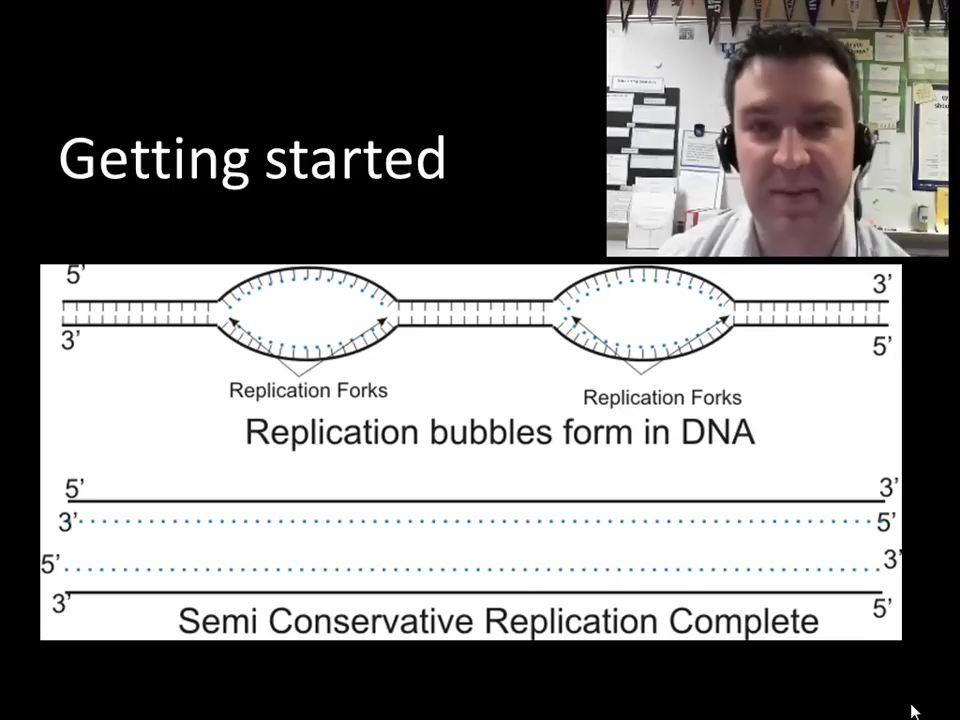 Getting started
5’ 3’
3’ 5’
Replication Forks Replication Forks
Replication bubbles form in DNA
5’ 3’
3’ 5’
5’ 3’
3’ 5’
Semi Conservative Replication Complete